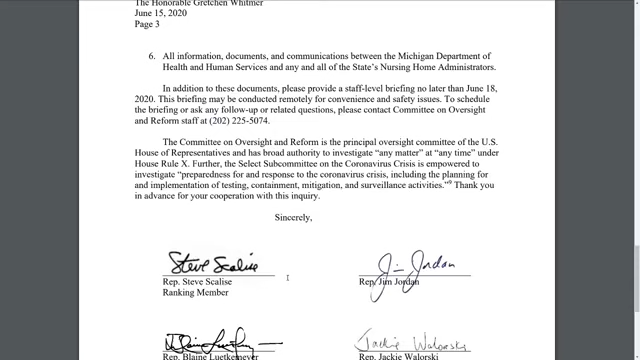 The Honorable Gretchen Whitmer
June 15, 2020
Page 3
6. All information, documents, and communications between the Michigan Department of
Health and Human Services and any and all of the State's Nursing Home Administrators.
In addition to these documents, please provide a staff-level briefing no later than June 18,
2020. This briefing may be conducted remotely for convenience and safety issues. To schedule
the briefing or ask any follow-up or related questions, please contact Committee on Oversight
and Reform staff at (202) 225-5074.
The Committee on Oversight and Reform is the principal oversight committee of the U.S.
House of Representatives and has broad authority to investigate "any matter" at "any time" under
House Rule X. Further, the Select Subcommittee on the Coronavirus Crisis is empowered to
investigate "preparedness for and response to the coronavirus crisis, including the planning for
and implementation of testing, containment, mitigation, and surveillance activities."⁹ Thank you
in advance for your cooperation with this inquiry.
Sincerely,
Steve Scalise Jim Jordan
Rep. Steve Scalise Rep. Jim Jordan
Ranking Member
Blaine Luetkemeyer Jackie Walorski
Rep. Blaine Luetkemeyer Rep. Jackie Walorski